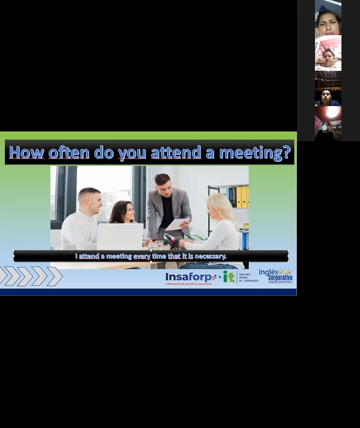 How often do you attend a meeting?
I attend a meeting every time that it is necessary.
Insaforp
it
Inglés
corporativo